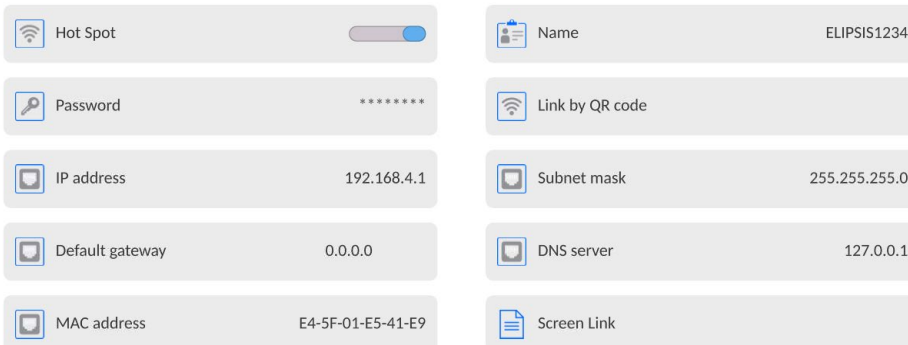 Hot Spot
Name ELIPSIS1234
Password ********
Link by QR code
IP address 192.168.4.1
Subnet mask 255.255.255.0
Default gateway 0.0.0.0
DNS server 127.0.0.1
MAC address E4-5F-01-E5-41-E9
Screen Link